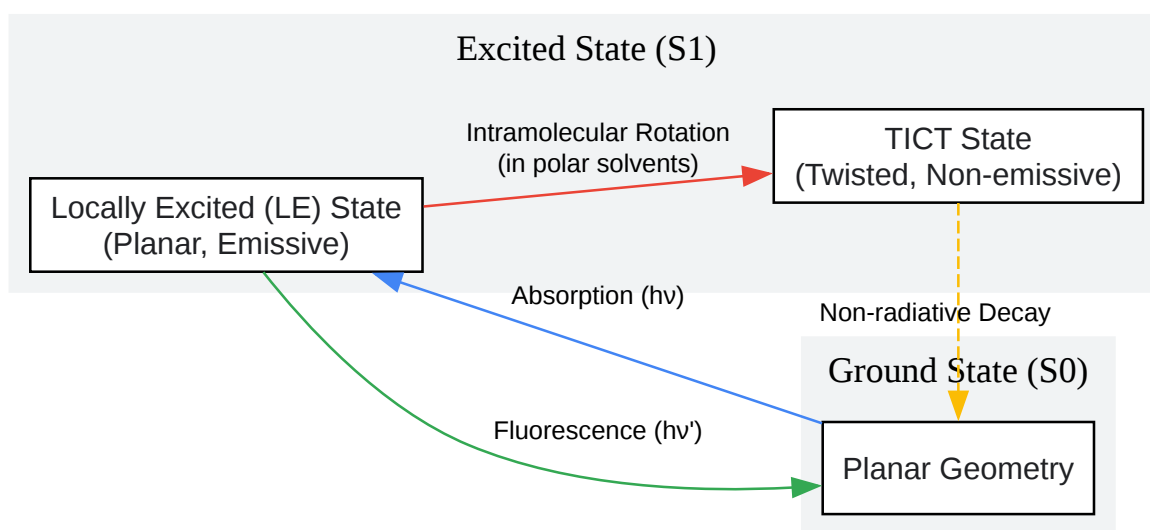 Excited State (S1)
Intramolecular Rotation
(in polar solvents)
TICT State
(Twisted, Non-emissive)
Locally Excited (LE) State
(Planar, Emissive)
Absorption (hν)
Non-radiative Decay
Ground State (S0)
Fluorescence (hν')
Planar Geometry